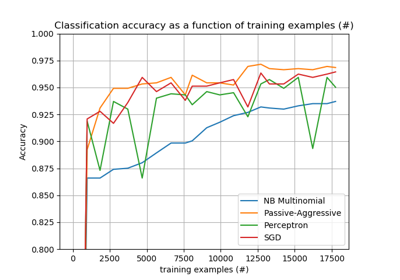 Classification accuracy as a function of training examples (#)
1.000
0.975
0.950
0.925
0.900
0.875
0.850
0.825
0.800
Accuracy
NB Multinomial
Passive-Aggressive
Perceptron
SGD
0 2500 5000 7500 10000 12500 15000 17500
training examples (#)